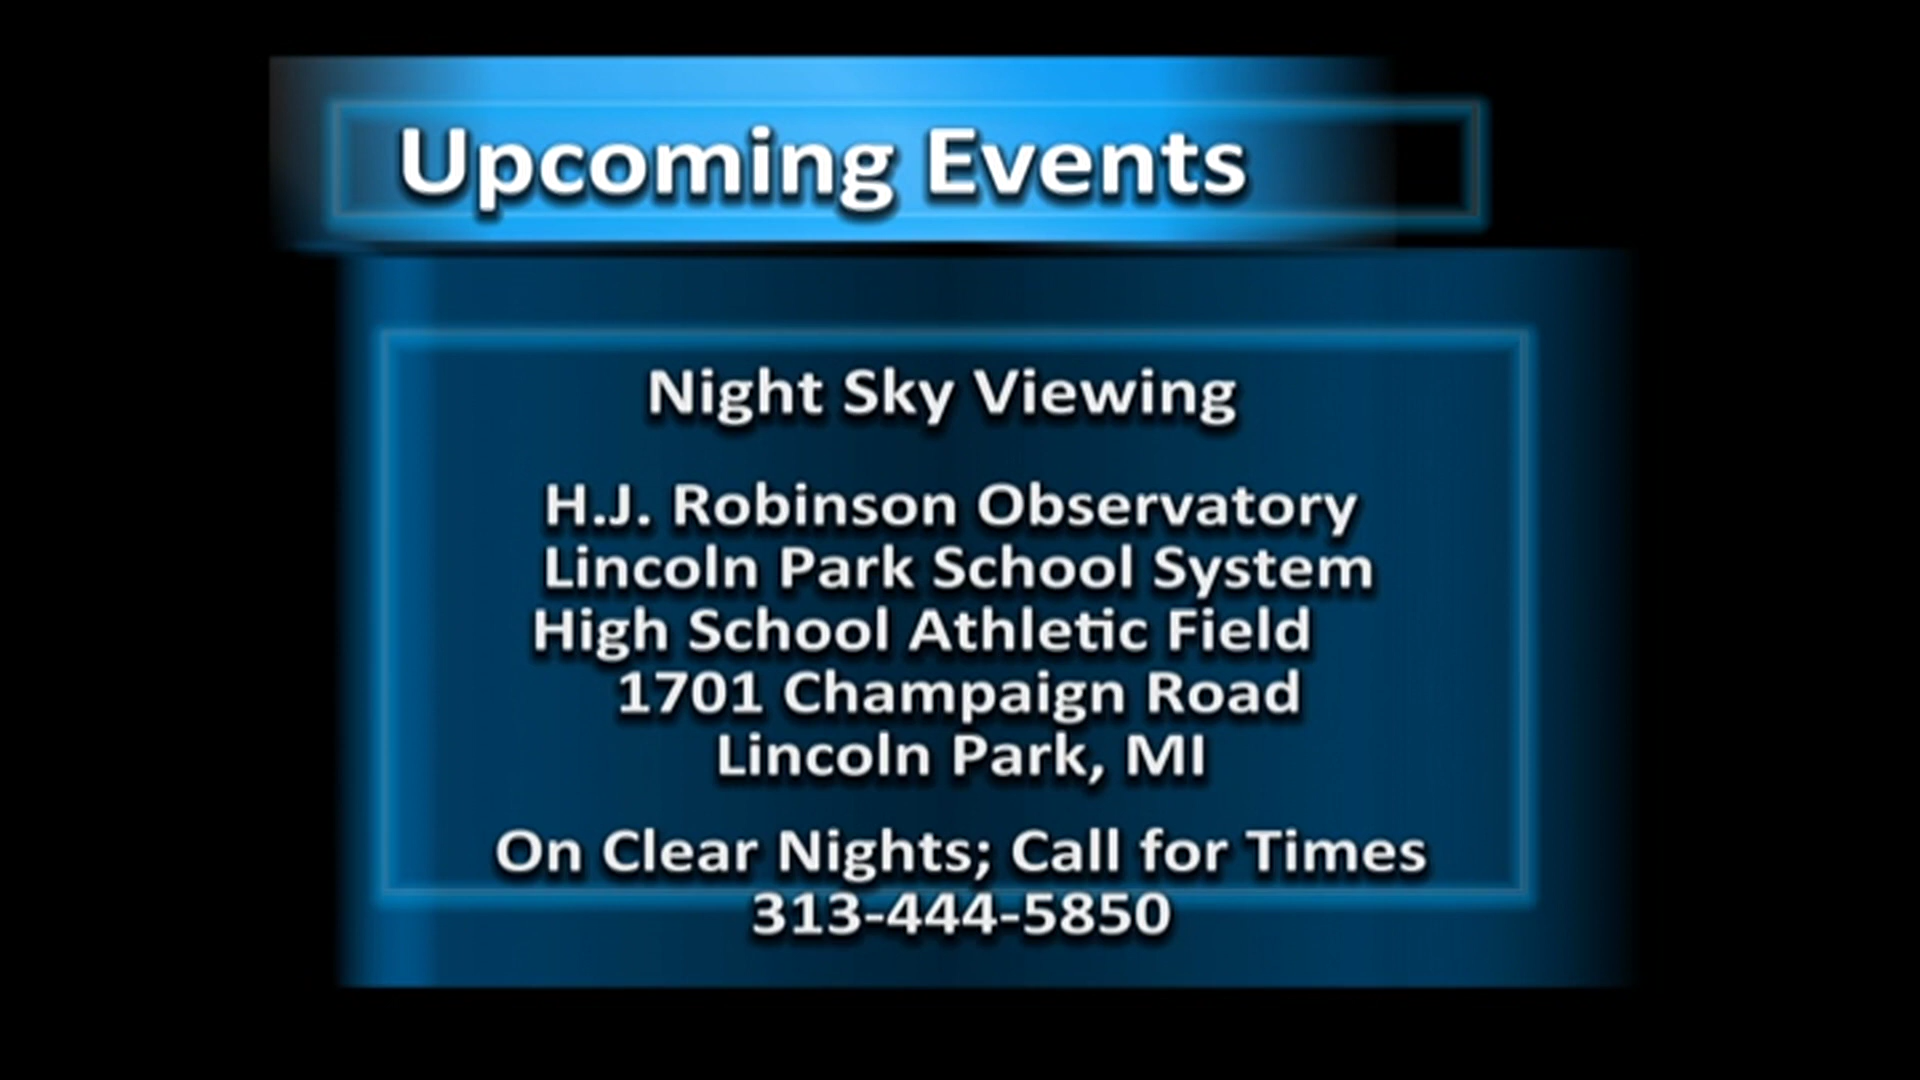 Upcoming Events
Night Sky Viewing
H.J. Robinson Observatory
Lincoln Park School System
High School Athletic Field
1701 Champaign Road
Lincoln Park, MI
On Clear Nights; Call for Times
313-444-5850